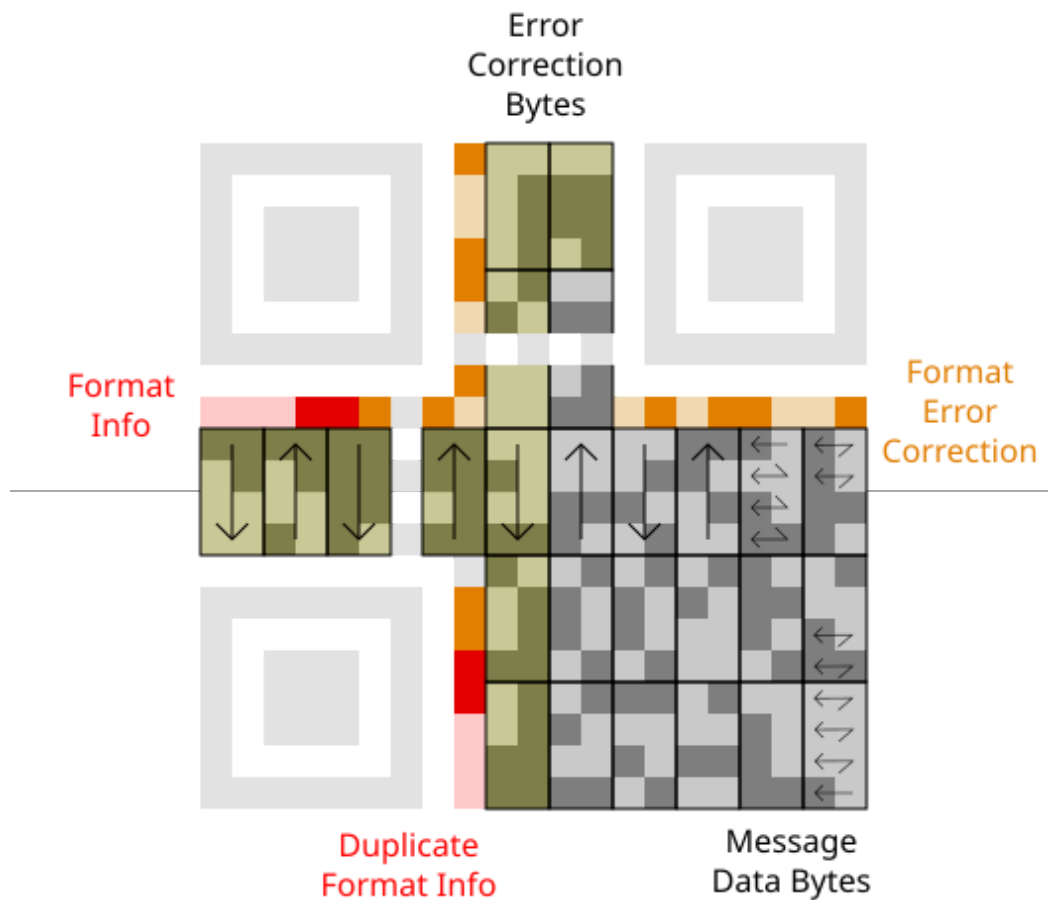 Error
Correction
Bytes
Format
Info
Format
Error
Correction
Duplicate
Format Info
Message
Data Bytes